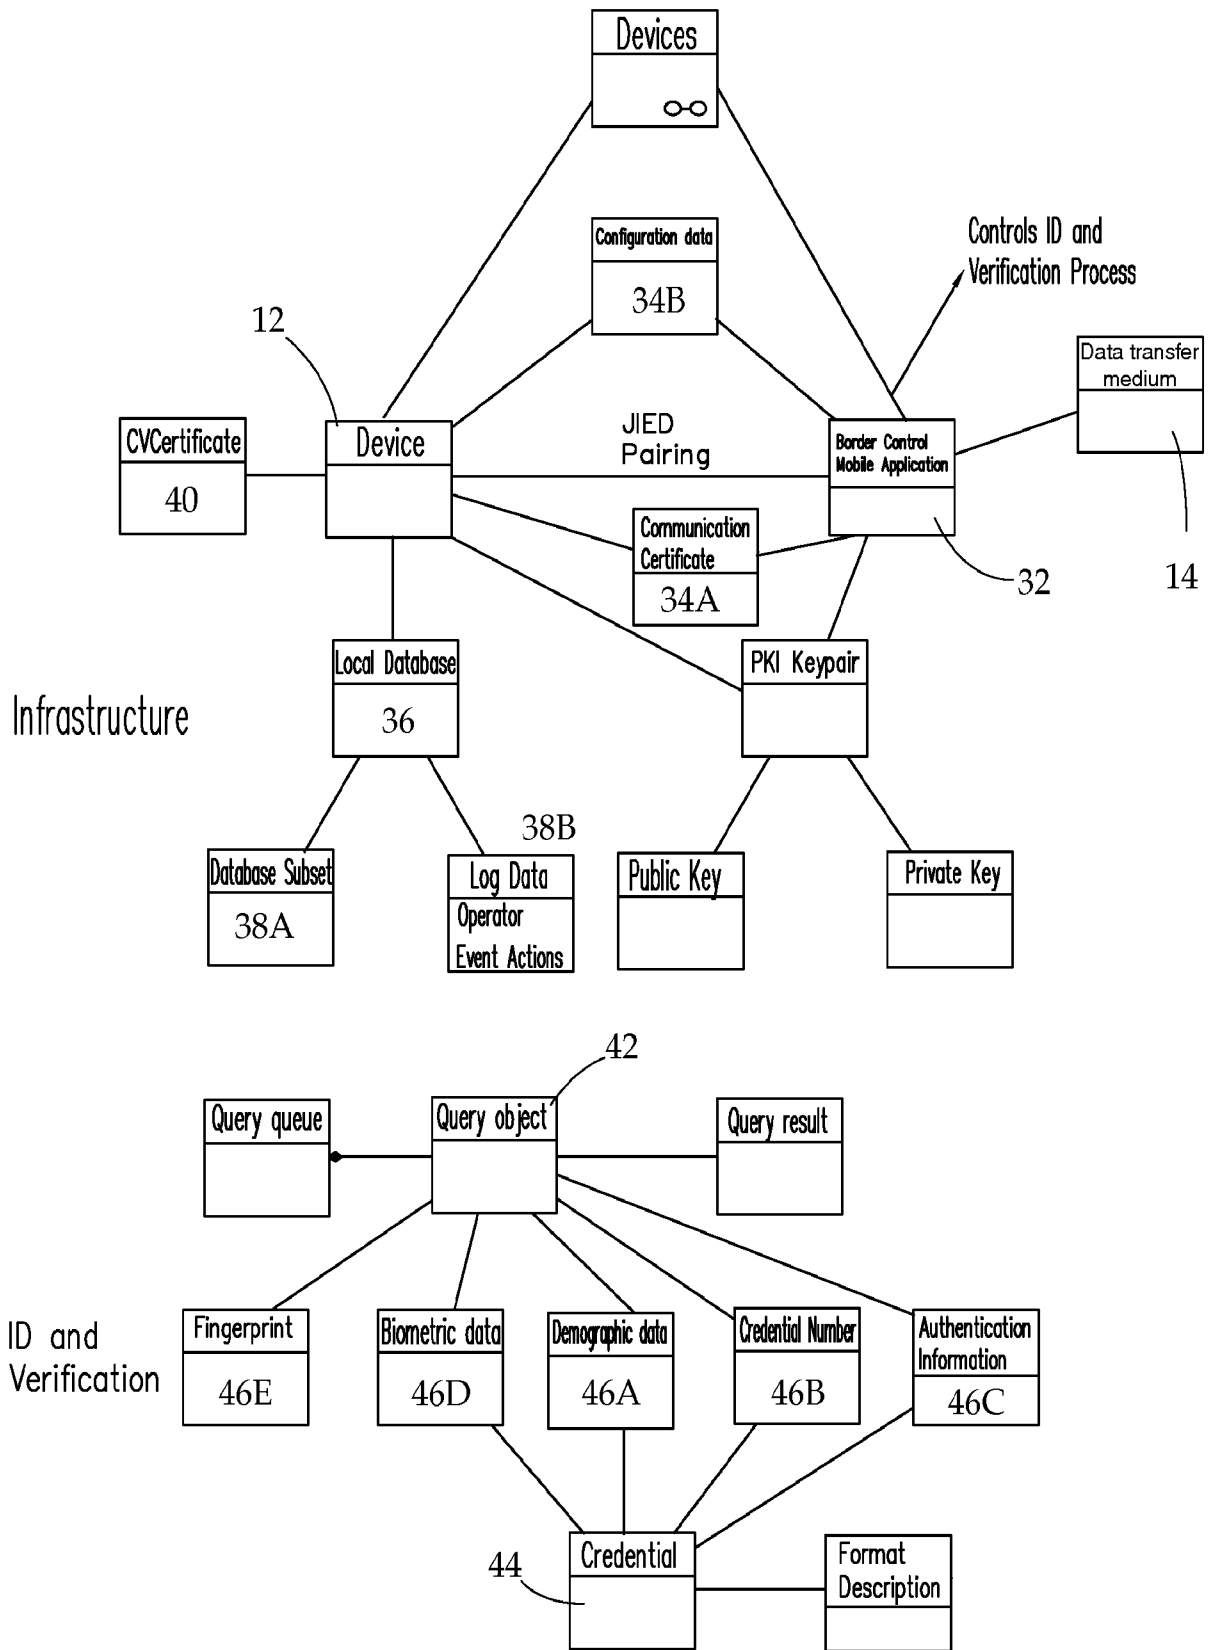 Devices
Configuration data
34B
Controls ID and
Verification Process
12
Data transfer
medium
CVCertificate
40
Device
JIED
Pairing
Border Control
Mobile Application
Communication
Certificate
34A
32
14
Local Database
36
PKI Keypair
Infrastructure
38B
Database Subset
38A
Log Data
Operator
Event Actions
Public Key
Private Key
42
Query queue
Query object
Query result
ID and
Verification
Fingerprint
46E
Biometric data
46D
Demographic data
46A
Credential Number
46B
Authentication
Information
46C
44
Credential
Format
Description